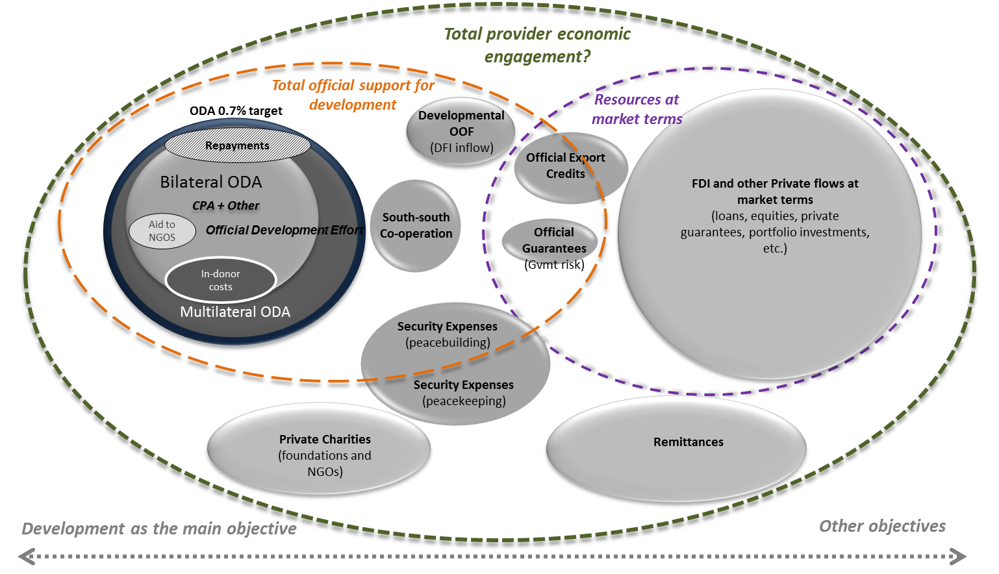 Total provider economic
engagement?
Total official support for
development
Resources at
market terms
ODA 0.7% target
Repayments
Bilateral ODA
CPA + Other
Aid to
NGOS
Official Development Effort
In-donor
costs
Multilateral ODA
Developmental
OOF
(DFI inflow)
South-south
Co-operation
Official Export
Credits
Official
Guarantees
(Gvmt risk)
FDI and other Private flows at
market terms
(loans, equities, private
guarantees, portfolio investments,
etc.)
Security Expenses
(peacebuilding)
Security Expenses
(peacekeeping)
Private Charities
(foundations and
NGOs)
Remittances
Development as the main objective
Other objectives